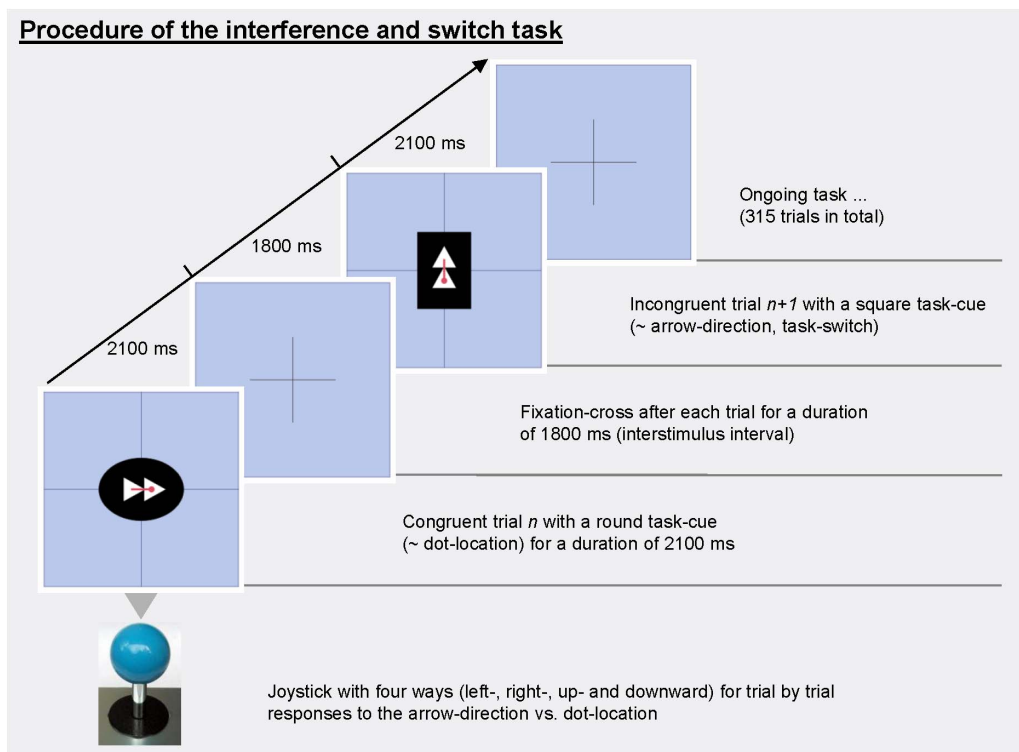 Procedure of the interference and switch task
2100 ms
Ongoing task ...
(315 trials in total)
1800 ms
Incongruent trial n+1 with a square task-cue
(~ arrow-direction, task-switch)
2100 ms
Fixation-cross after each trial for a duration
of 1800 ms (interstimulus interval)
Congruent trial n with a round task-cue
(~ dot-location) for a duration of 2100 ms
Joystick with four ways (left-, right-, up- and downward) for trial by trial
responses to the arrow-direction vs. dot-location